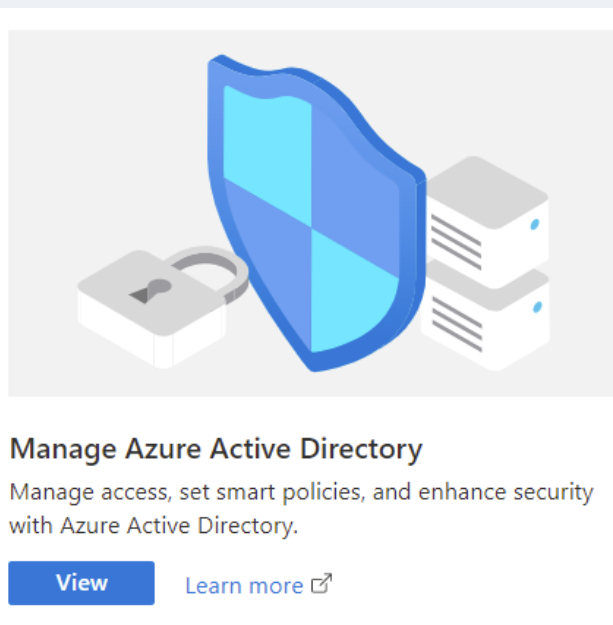 Manage Azure Active Directory
Manage access, set smart policies, and enhance security
with Azure Active Directory.
View
Learn more